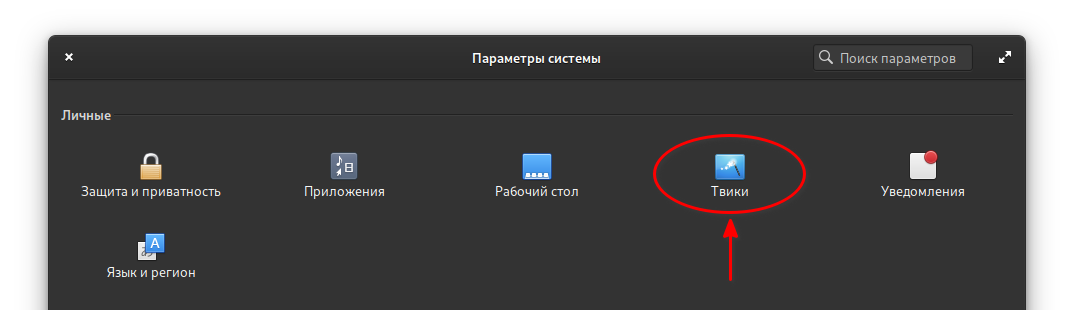 Параметры системы
Поиск параметров
Личные
Защита и приватность
Приложения
Рабочий стол
Твики
Уведомления
Язык и регион